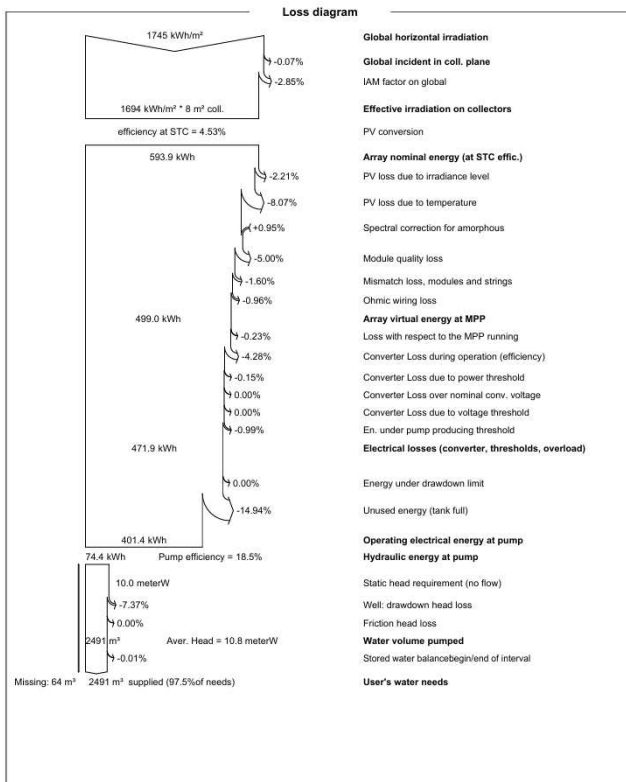 Loss diagram
1745 kWh/m² Global horizontal irradiation
-0.07% Global incident in coll. plane
-2.85% IAM factor on global
1694 kWh/m² * 8 m² coll. Effective irradiation on collectors
efficiency at STC = 4.53% PV conversion
593.9 kWh Array nominal energy (at STC effic.)
-2.21% PV loss due to irradiance level
-8.07% PV loss due to temperature
+0.95% Spectral correction for amorphous
-5.00% Module quality loss
-1.60% Mismatch loss, modules and strings
-0.96% Ohmic wiring loss
499.0 kWh Array virtual energy at MPP
-0.23% Loss with respect to the MPP running
-4.28% Converter Loss during operation (efficiency)
-0.15% Converter Loss due to power threshold
0.00% Converter Loss over nominal conv. voltage
0.00% Converter Loss due to voltage threshold
-0.99% En. under pump producing threshold
471.9 kWh Electrical losses (converter, thresholds, overload)
0.00% Energy under drawdown limit
-14.94% Unused energy (tank full)
401.4 kWh Operating electrical energy at pump
74.4 kWh Pump efficiency = 18.5% Hydraulic energy at pump
10.0 meterW Static head requirement (no flow)
-7.37% Well: drawdown head loss
0.00% Friction head loss
2491 m³ Aver. Head = 10.8 meterW Water volume pumped
-0.01% Stored water balancebegin/end of interval
Missing: 64 m³ 2491 m³ supplied (97.5%of needs) User's water needs